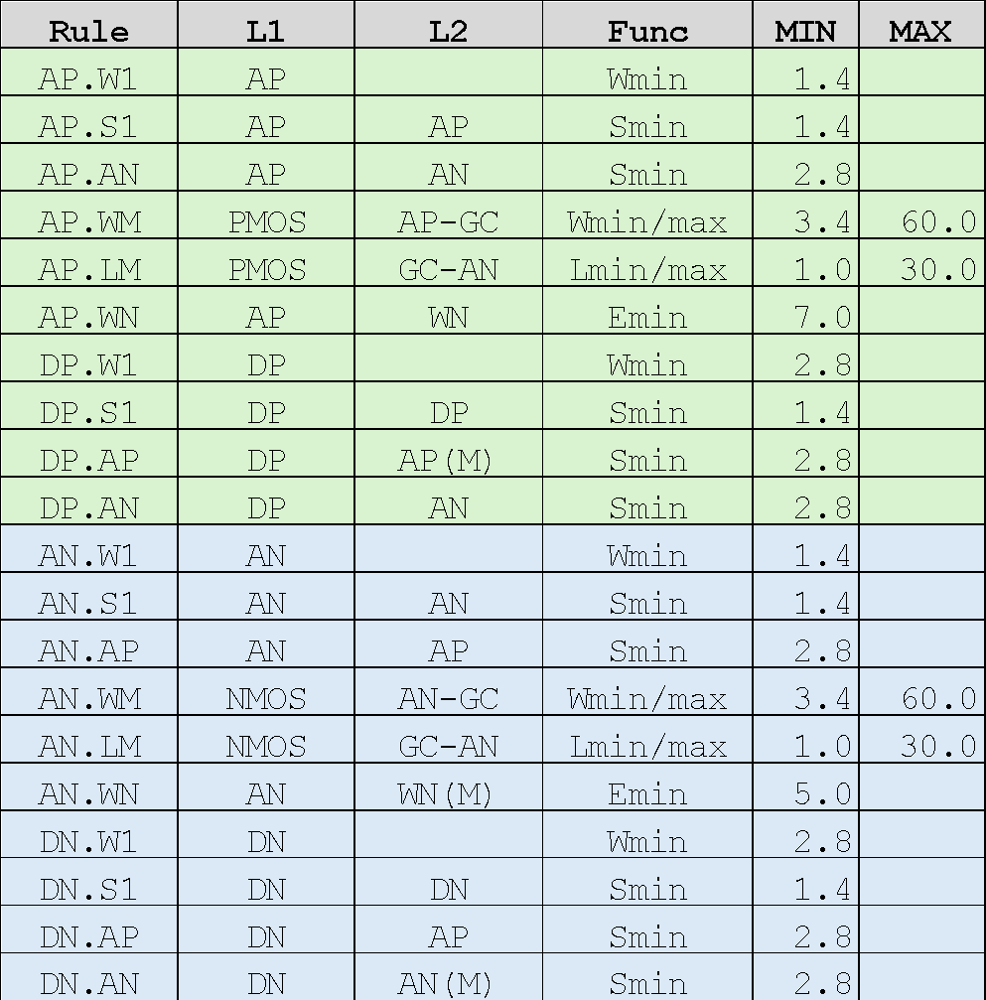 Rule L1 L2 Func MIN MAX
AP.W1 AP Wmin 1.4
AP.S1 AP AP Smin 1.4
AP.AN AP AN Smin 2.8
AP.WM PMOS AP-GC Wmin/max 3.4 60.0
AP.LM PMOS GC-AN Lmin/max 1.0 30.0
AP.WN AP WN Emin 7.0
DP.W1 DP Wmin 2.8
DP.S1 DP DP Smin 1.4
DP.AP DP AP(M) Smin 2.8
DP.AN DP AN Smin 2.8
AN.W1 AN Wmin 1.4
AN.S1 AN AN Smin 1.4
AN.AP AN AP Smin 2.8
AN.WM NMOS AN-GC Wmin/max 3.4 60.0
AN.LM NMOS GC-AN Lmin/max 1.0 30.0
AN.WN AN WN(M) Emin 5.0
DN.W1 DN Wmin 2.8
DN.S1 DN DN Smin 1.4
DN.AP DN AP Smin 2.8
DN.AN DN AN(M) Smin 2.8